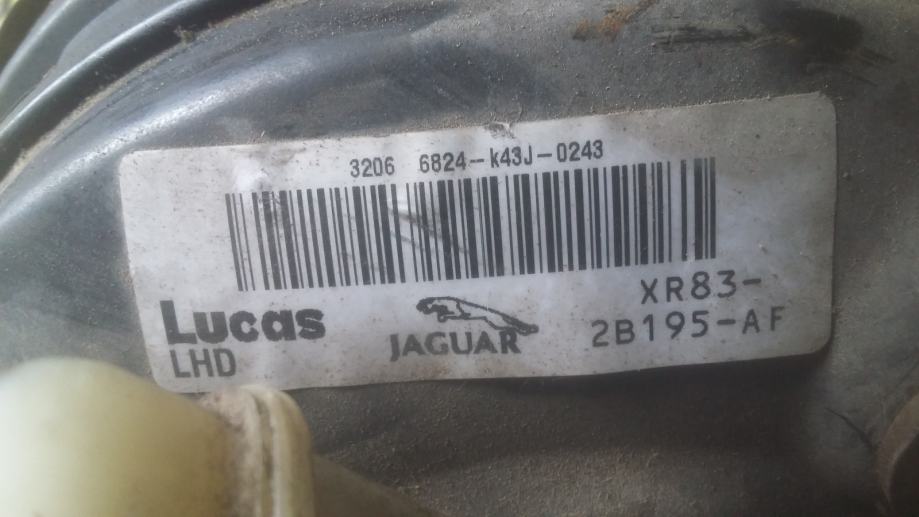 3206 6824-k43J-0243
Lucas
LHD
JAGUAR
XR83-
2B195-AF